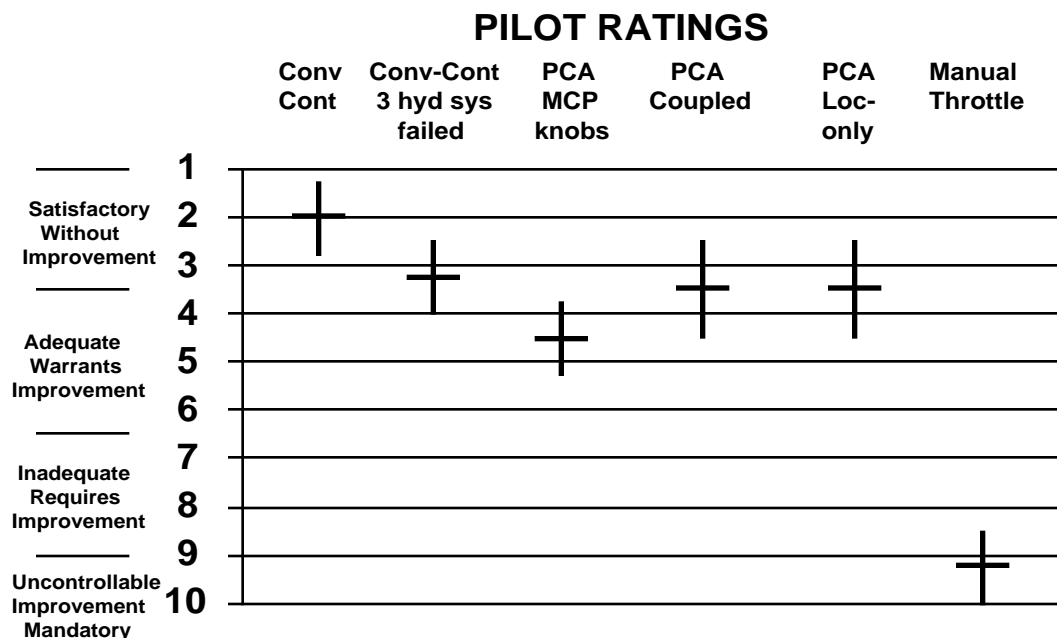 PILOT RATINGS
Conv Conv-Cont PCA PCA PCA Manual
Cont 3 hyd sys MCP Coupled Loc- Throttle
failed knobs only
1
Satisfactory 2
Without
Improvement 3
4
Adequate
Warrants 5
Improvement
6
7
Inadequate
Requires 8
Improvement
9
Uncontrollable
Improvement 10
Mandatory